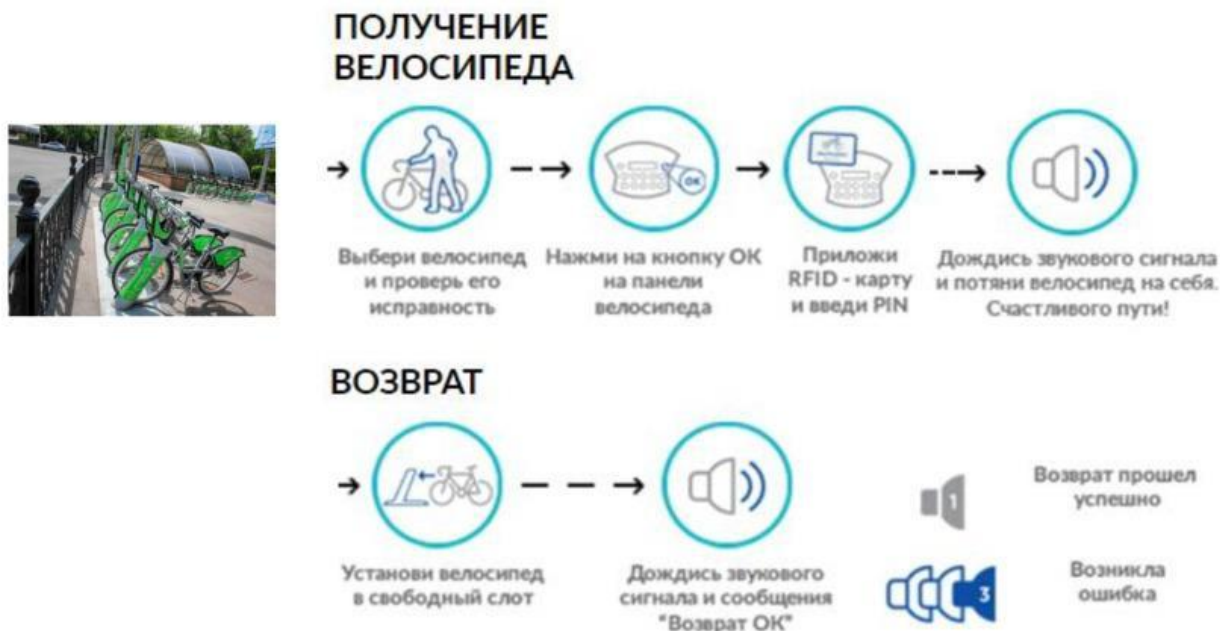 ПОЛУЧЕНИЕ
ВЕЛОСИПЕДА
OK
Выбери велосипед
и проверь его
исправность
Нажми на кнопку ОК
на панели
велосипеда
Приложи
RFID - карту
и введи PIN
Дождись звукового сигнала
и потяни велосипед на себя.
Счастливого пути!
ВОЗВРАТ
Установи велосипед
в свободный слот
Дождись звукового
сигнала и сообщения
"Возврат ОК"
1
Возврат прошел
успешно
3
Возникла
ошибка